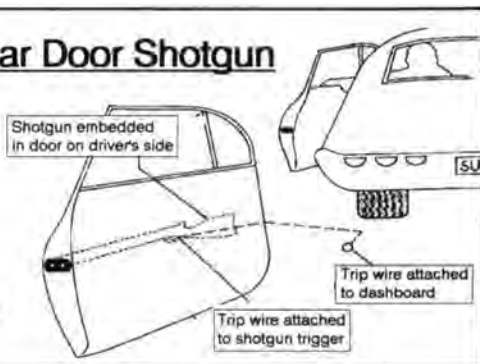 ar Door Shotgun
Shotgun embedded
in door on driver's side
SU
Trip wire attached
to dashboard
Trip wire attached
to shotgun trigger